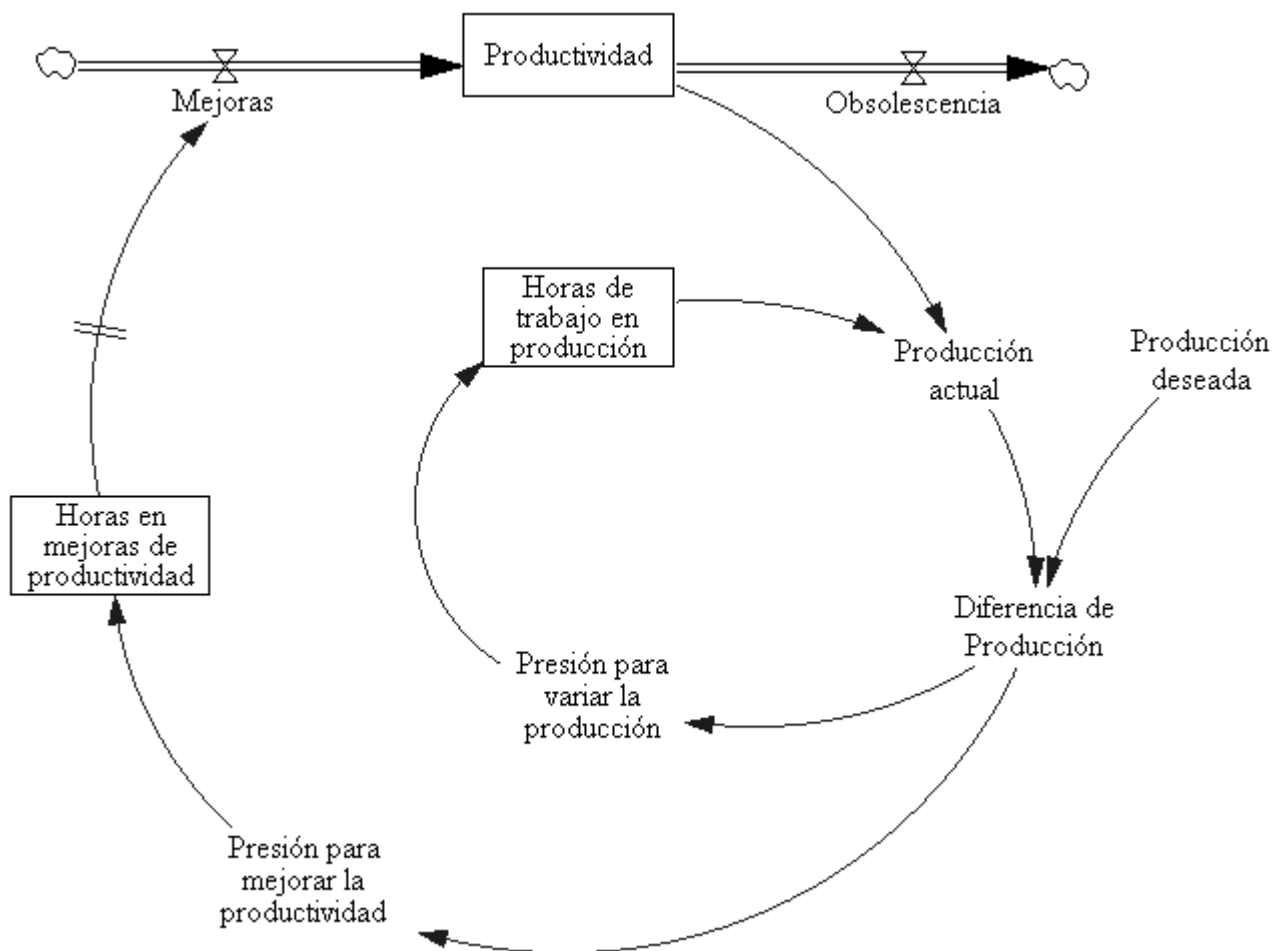 Productividad
Mejoras
Obsolescencia
Horas de
trabajo en
producción
Producción
actual
Producción
deseada
Horas en
mejoras de
productividad
Diferencia de
Producción
Presión para
variar la
producción
Presión para
mejorar la
productividad